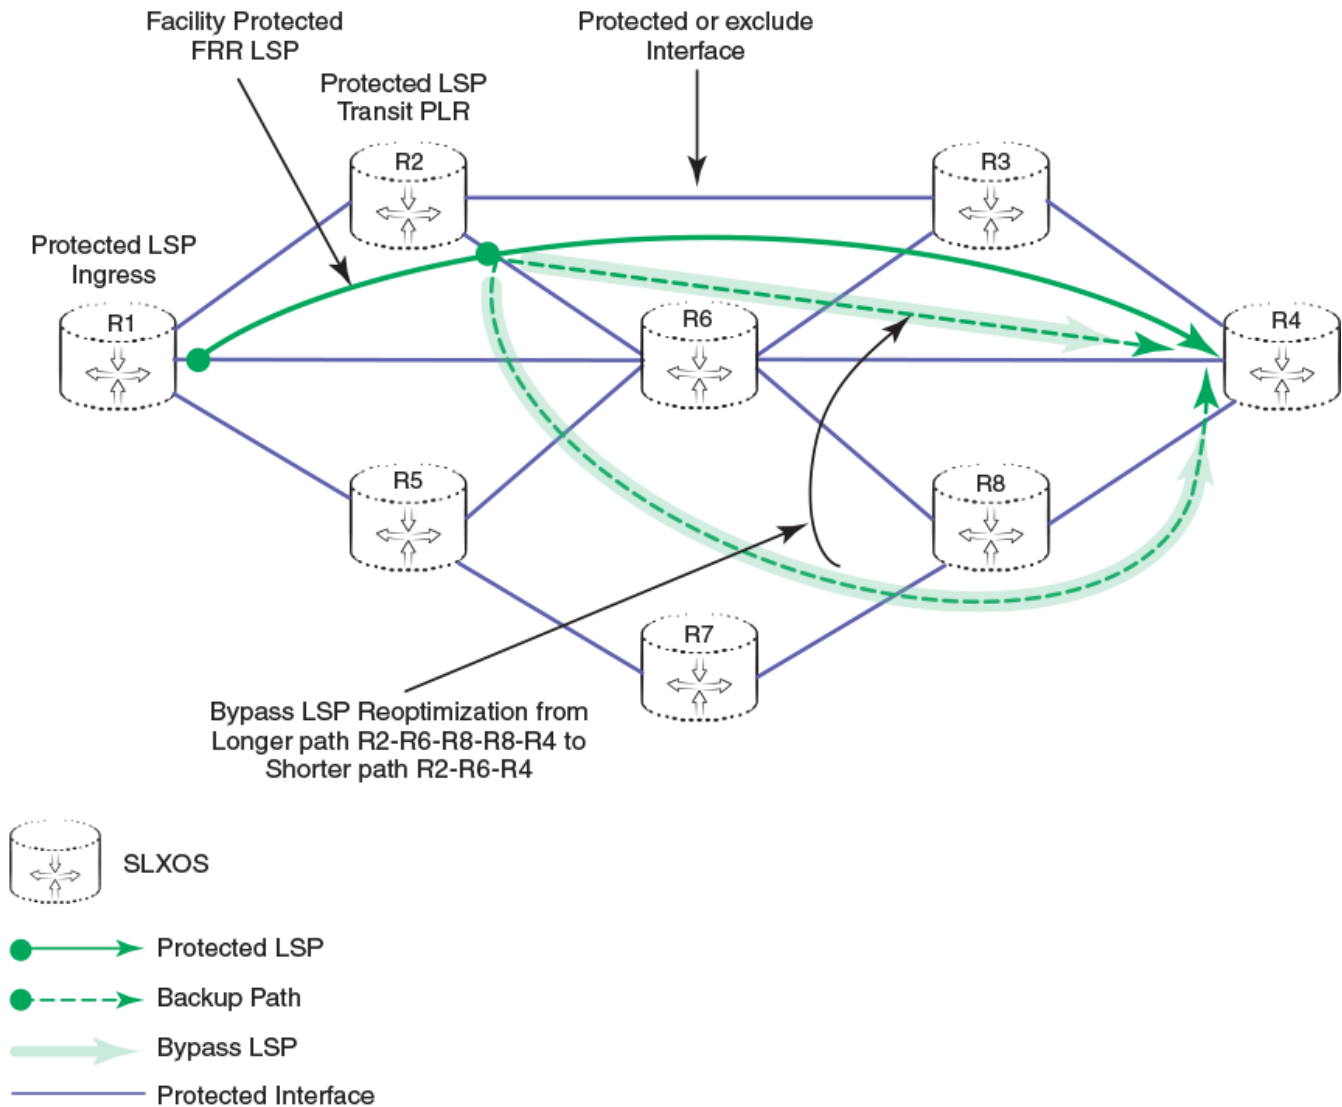 Facility Protected
FRR LSP
Protected or exclude
Interface
Protected LSP
Transit PLR
R2
R3
Protected LSP
Ingress
R1
R6
R4
R5
R8
R7
Bypass LSP Reoptimization from
Longer path R2-R6-R8-R8-R4 to
Shorter path R2-R6-R4
SLXOS
Protected LSP
Backup Path
Bypass LSP
Protected Interface